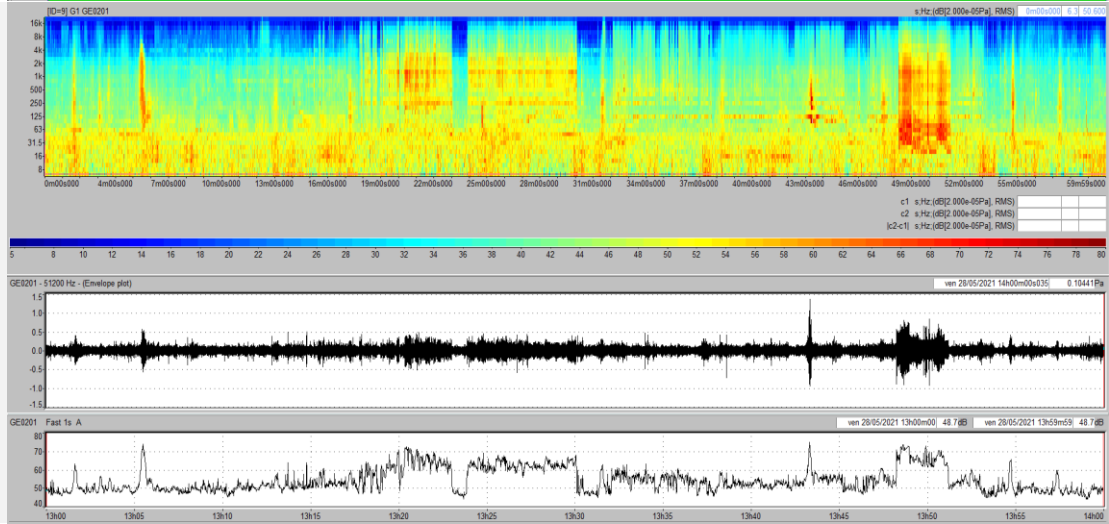 [ID=9] G1 GE0201 s;Hz;(dB[2.000e-05Pa], RMS) 0m00s000 6.3 50.600
16k
8k
4k
2k
1k
500
250
125
63
31.5
16
8
0m00s000 4m00s000 7m00s000 10m00s000 13m00s000 16m00s000 19m00s000 22m00s000 25m00s000 28m00s000 31m00s000 34m00s000 37m00s000 40m00s000 43m00s000 46m00s000 49m00s000 52m00s000 55m00s000 59m59s000
c1 s;Hz;(dB[2.000e-05Pa], RMS)
c2 s;Hz;(dB[2.000e-05Pa], RMS)
|c2-c1| s;Hz;(dB[2.000e-05Pa], RMS)
5 8 10 12 14 16 18 20 22 24 26 28 30 32 34 36 38 40 42 44 46 48 50 52 54 56 58 60 62 64 66 68 70 72 74 76 80
GE0201 - 51200 Hz - (Envelope plot) ven 28/05/2021 14h00m00s035 0.10441Pa
1.5
1.0
0.5
0.0
-0.5
-1.0
-1.5
GE0201 Fast 1s A ven 28/05/2021 13h00m00 48.7dB ven 28/05/2021 13h59m59 48.7dB
80
70
60
50
40
13h00 13h05 13h10 13h15 13h20 13h25 13h30 13h35 13h40 13h45 13h50 13h55 14h00